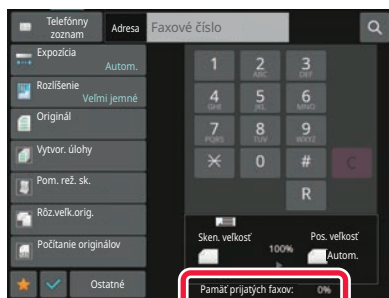 Telefónny
zoznam
Adresa
Faxové číslo
Expozícia
Autom.
Rozlíšenie
Veľmi jemné
Originál
Vytvor. úlohy
Pom. rež. sk.
Rôz.veľk.orig.
Počítanie originálov
Ostatné
1
2
ABC
3
DEF
4
GHI
5
JKL
6
MNO
7
PQRS
8
TUV
9
WXYZ
0
#
C
R
Sken. veľkosť
100%
Pos. veľkosť
Autom.
Pamäť prijatých faxov: 0%